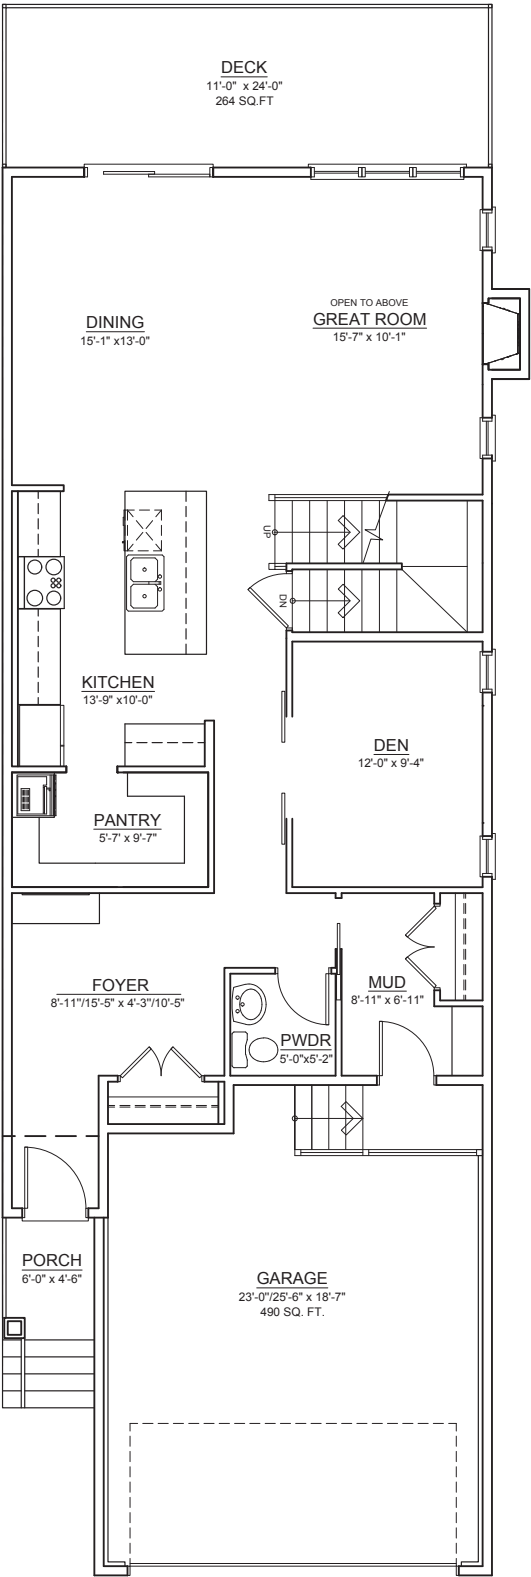 DECK
11'-0" x 24'-0"
264 SQ.FT
DINING
15'-1" x13'-0"
OPEN TO ABOVE
GREAT ROOM
15'-7" x 10'-1"
UP
DN
KITCHEN
13'-9" x10'-0"
DEN
12'-0" x 9'-4"
PANTRY
5'-7' x 9'-7"
FOYER
8'-11"/15'-5" x 4'-3"/10'-5"
MUD
8'-11" x 6'-11"
PWDR
5'-0"x5'-2"
PORCH
6'-0" x 4'-6"
GARAGE
23'-0"/25'-6" x 18'-7"
490 SQ. FT.